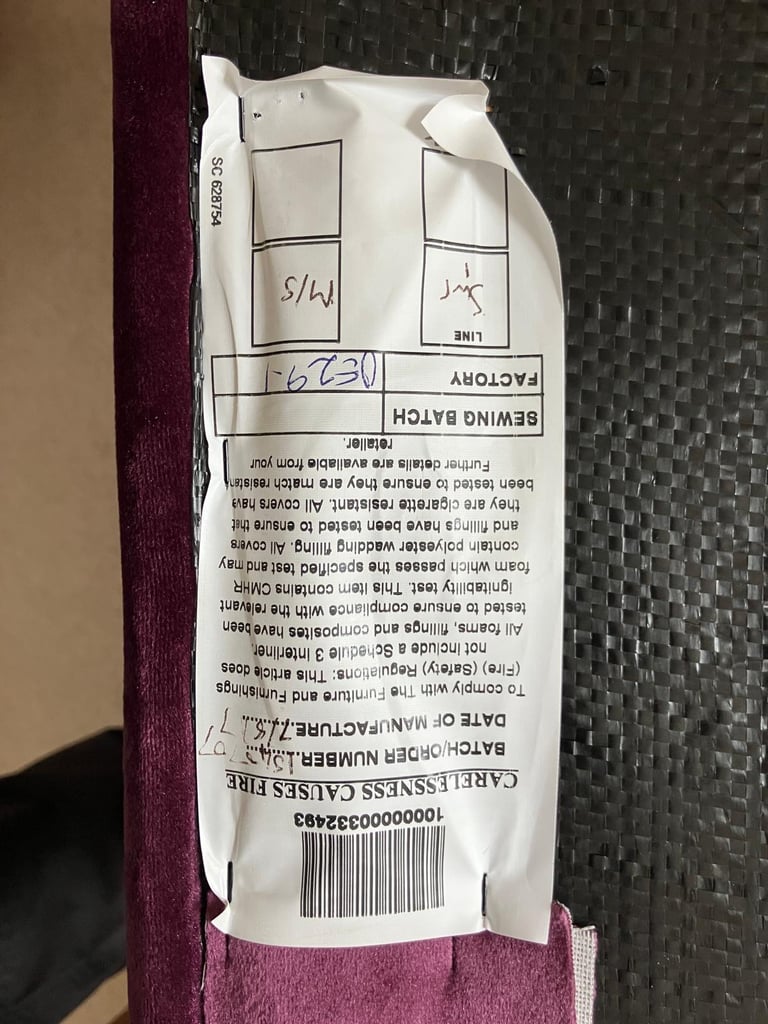 1000000000332493
CARELESSNESS CAUSES FIRE
BATCH/ORDER NUMBER
DATE OF MANUFACTURE
To comply with The Furniture and Furnishings
(Fire) (Safety) Regulations: This article does
not include a Schedule 3 Interliner.
All foams, fillings and composites have been
tested to ensure compliance with the relevant
ignitability test. This item contains CMHR
foam which passes the specified test and may
contain polyester wadding filling. All covers
and fillings have been tested to ensure that
they are cigarette resistant. All covers have
been tested to ensure they are match resistant
Further details are available from your
retailer.
SEWING BATCH
FACTORY
LINE
M/S
SC 628754